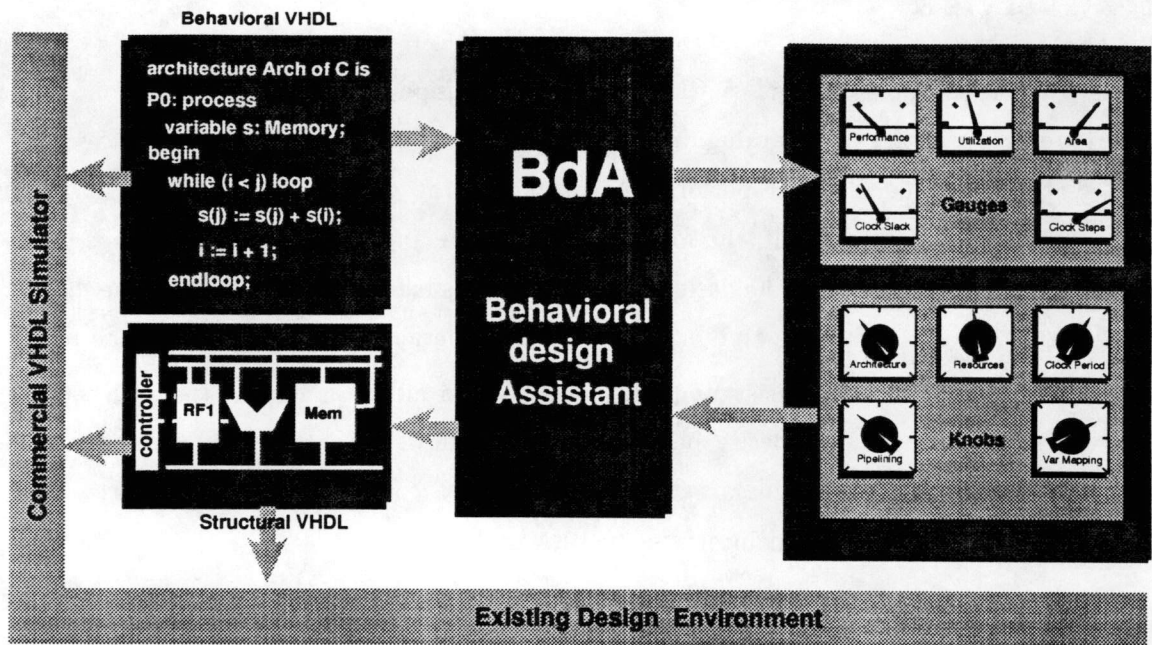 Behavioral VHDL
architecture Arch of C is
P0: process
variable s: Memory;
begin
while (i < j) loop
s(j) := s(j) + s(i);
i := i + 1;
endloop;
Commercial VHDL Simulator
controller
RF1
Mem
Structural VHDL
BdA
Behavioral
design
Assistant
Performance
Utilization
Area
Clock Slack
Gauges
Clock Steps
Architecture
Resources
Clock Period
Pipelining
Knobs
Var Mapping
Existing Design Environment